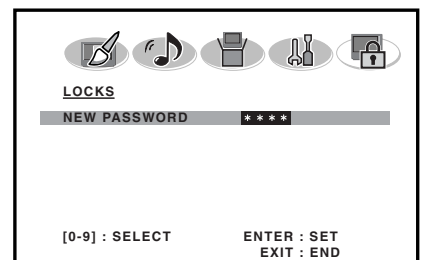 LOCKS
NEW PASSWORD * * * *
[0-9] : SELECT ENTER : SET
EXIT : END